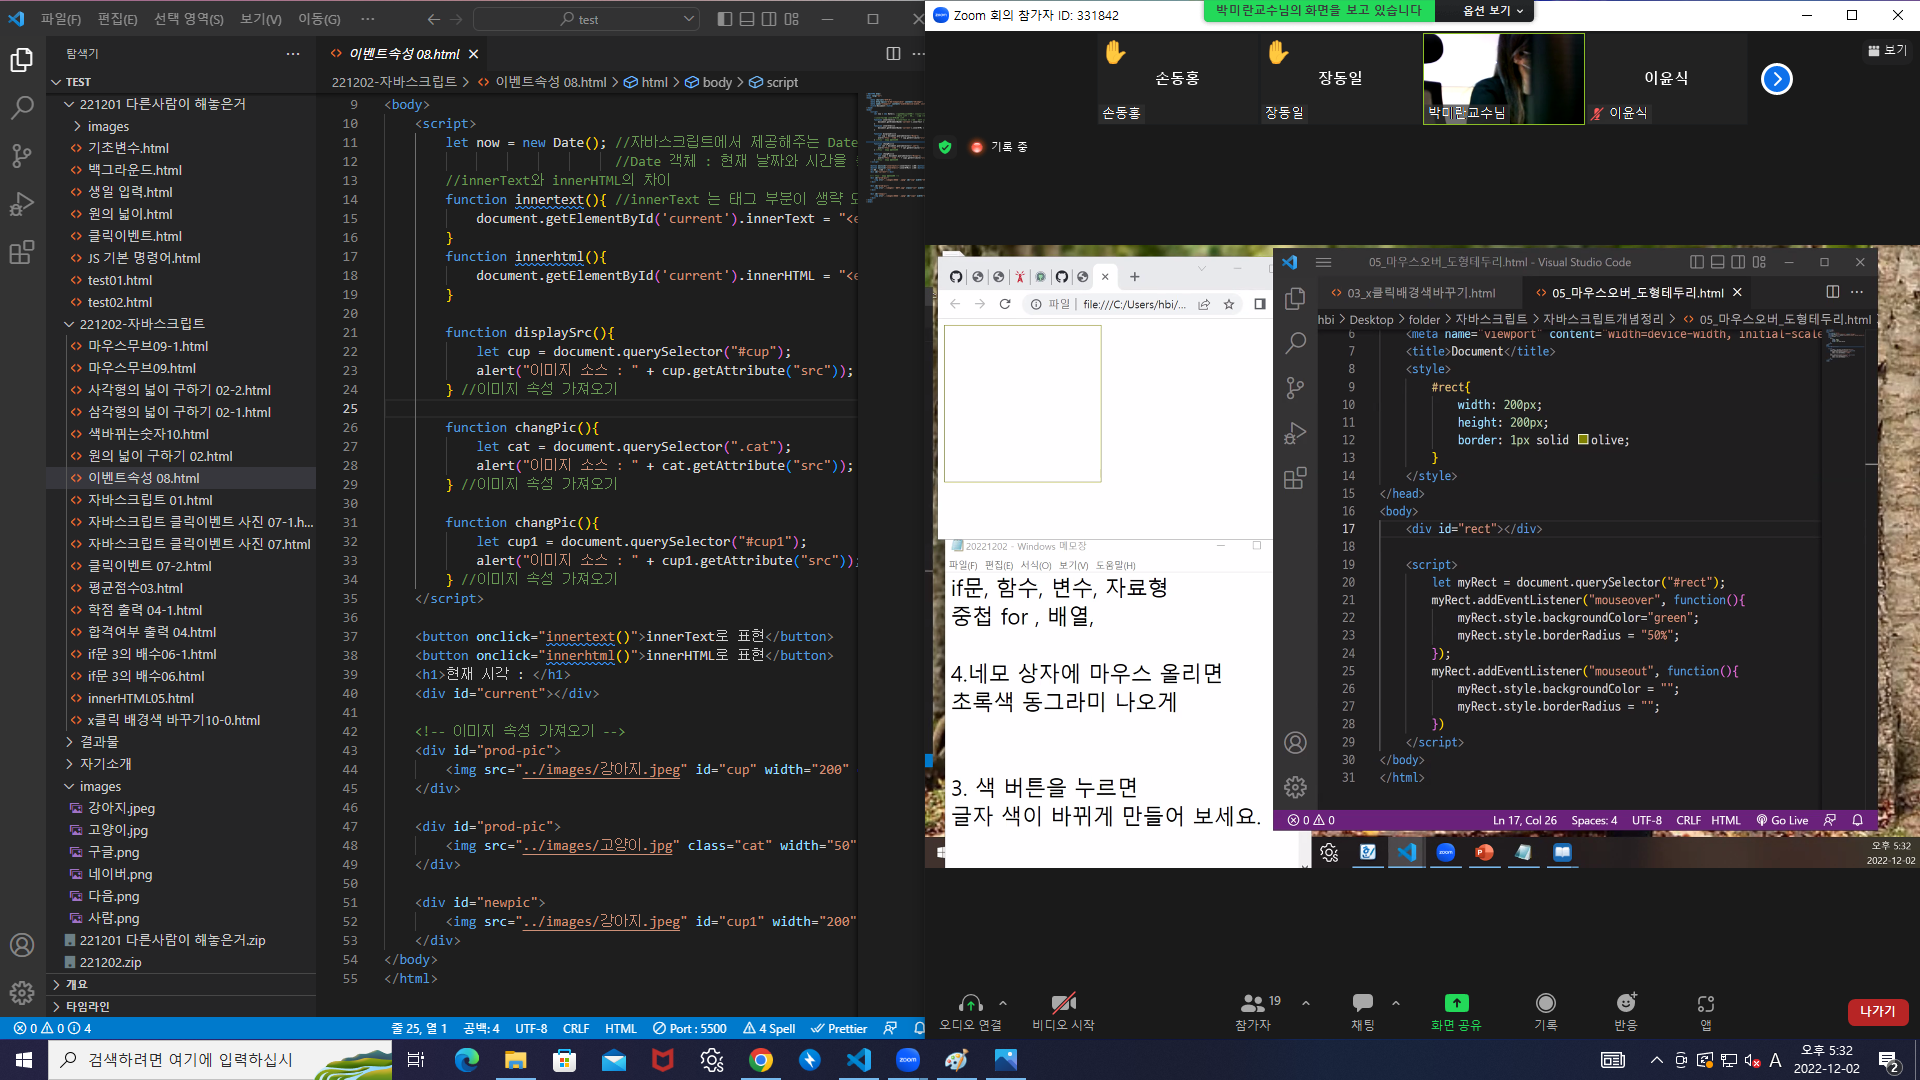 파일(F) 편집(E) 선택 영역(S) 보기(V) 이동(G) ··· test
탐색기 ···
TEST
221201 다른사람이 해놓은거
images
기초변수.html
백그라운드.html
생일 입력.html
원의 넓이.html
클릭이벤트.html
JS 기본 명령어.html
test01.html
test02.html
221202-자바스크립트
마우스무브09-1.html
마우스무브09.html
사각형의 넓이 구하기 02-2.html
삼각형의 넓이 구하기 02-1.html
색바뀌는숫자10.html
원의 넓이 구하기 02.html
이벤트속성 08.html
자바스크립트 01.html
자바스크립트 클릭이벤트 사진 07-1.h...
자바스크립트 클릭이벤트 사진 07.html
클릭이벤트 07-2.html
평균점수03.html
학점 출력 04-1.html
합격여부 출력 04.html
if문 3의 배수06-1.html
if문 3의 배수06.html
innerHTML05.html
x클릭 배경색 바꾸기10-0.html
결과물
자기소개
images
강아지.jpeg
고양이.jpg
구글.png
네이버.png
다음.png
사람.png
221201 다른사람이 해놓은거.zip
221202.zip
개요
타임라인
이벤트속성 08.html
221202-자바스크립트 > 이벤트속성 08.html > html > body > script
9 <body>
10 <script>
11 let now = new Date(); //자바스크립트에서 제공해주는 Date
12 //Date 객체 : 현재 날짜와 시간을
13 //innerText와 innerHTML의 차이
14 function innertext(){ //innerText 는 태그 부분이 생략
15 document.getElementById('current').innerText = "<e
16 }
17 function innerhtml(){
18 document.getElementById('current').innerHTML = "<e
19 }
20
21 function displaySrc(){
22 let cup = document.querySelector("#cup");
23 alert("이미지 소스 : " + cup.getAttribute("src"));
24 } //이미지 속성 가져오기
25
26 function changPic(){
27 let cat = document.querySelector(".cat");
28 alert("이미지 소스 : " + cat.getAttribute("src"));
29 } //이미지 속성 가져오기
30
31 function changPic(){
32 let cup1 = document.querySelector("#cup1");
33 alert("이미지 소스 : " + cup1.getAttribute("src"));
34 } //이미지 속성 가져오기
35 </script>
36
37 <button onclick="innertext()">innerText로 표현</button>
38 <button onclick="innerhtml()">innerHTML로 표현</button>
39 <h1>현재 시각 : </h1>
40 <div id="current"></div>
41
42 <!-- 이미지 속성 가져오기 -->
43 <div id="prod-pic">
44 <img src="../images/강아지.jpeg" id="cup" width="200"
45 </div>
46
47 <div id="prod-pic">
48 <img src="../images/고양이.jpg" class="cat" width="50"
49 </div>
50
51 <div id="newpic">
52 <img src="../images/강아지.jpeg" id="cup1" width="200"
53 </div>
54 </body>
55 </html>
0 0 4 줄 25, 열 1 공백: 4 UTF-8 CRLF HTML Port : 5500 4 Spell Prettier
Zoom 회의 참가자 ID: 331842
박미란교수님의 화면을 보고 있습니다 옵션 보기
손동홍 장동일 이윤식
손동홍 장동일 박미란교수님 이윤식
보기
기록 중
파일 file:///C:/Users/hbi/...
20221202 - Windows 메모장
파일(F) 편집(E) 서식(O) 보기(V) 도움말(H)
if문, 함수, 변수, 자료형
중첩 for , 배열,
4.네모 상자에 마우스 올리면
초록색 동그라미 나오게
3. 색 버튼을 누르면
글자 색이 바뀌게 만들어 보세요.
05_마우스오버_도형테두리.html - Visual Studio Code
03_x클릭배경색바꾸기.html 05_마우스오버_도형테두리.html
hbi > Desktop > folder > 자바스크립트 > 자바스크립트개념정리 > 05_마우스오버_도형테두리.html
6 <meta name="viewport" content="width=device-width, initial-scale
7 <title>Document</title>
8 <style>
9 #rect{
10 width: 200px;
11 height: 200px;
12 border: 1px solid olive;
13 }
14 </style>
15 </head>
16 <body>
17 <div id="rect"></div>
18
19 <script>
20 let myRect = document.querySelector("#rect");
21 myRect.addEventListener("mouseover", function(){
22 myRect.style.backgroundColor="green";
23 myRect.style.borderRadius = "50%";
24 });
25 myRect.addEventListener("mouseout", function(){
26 myRect.style.backgroundColor = "";
27 myRect.style.borderRadius = "";
28 })
29 </script>
30 </body>
31 </html>
0 0 Ln 17, Col 26 Spaces: 4 UTF-8 CRLF HTML Go Live
오후 5:32
2022-12-02
19
오디오 연결 비디오 시작 참가자 채팅 화면 공유 기록 반응 앱 나가기
검색하려면 여기에 입력하십시
zoom
A 오후 5:32
2022-12-02
2